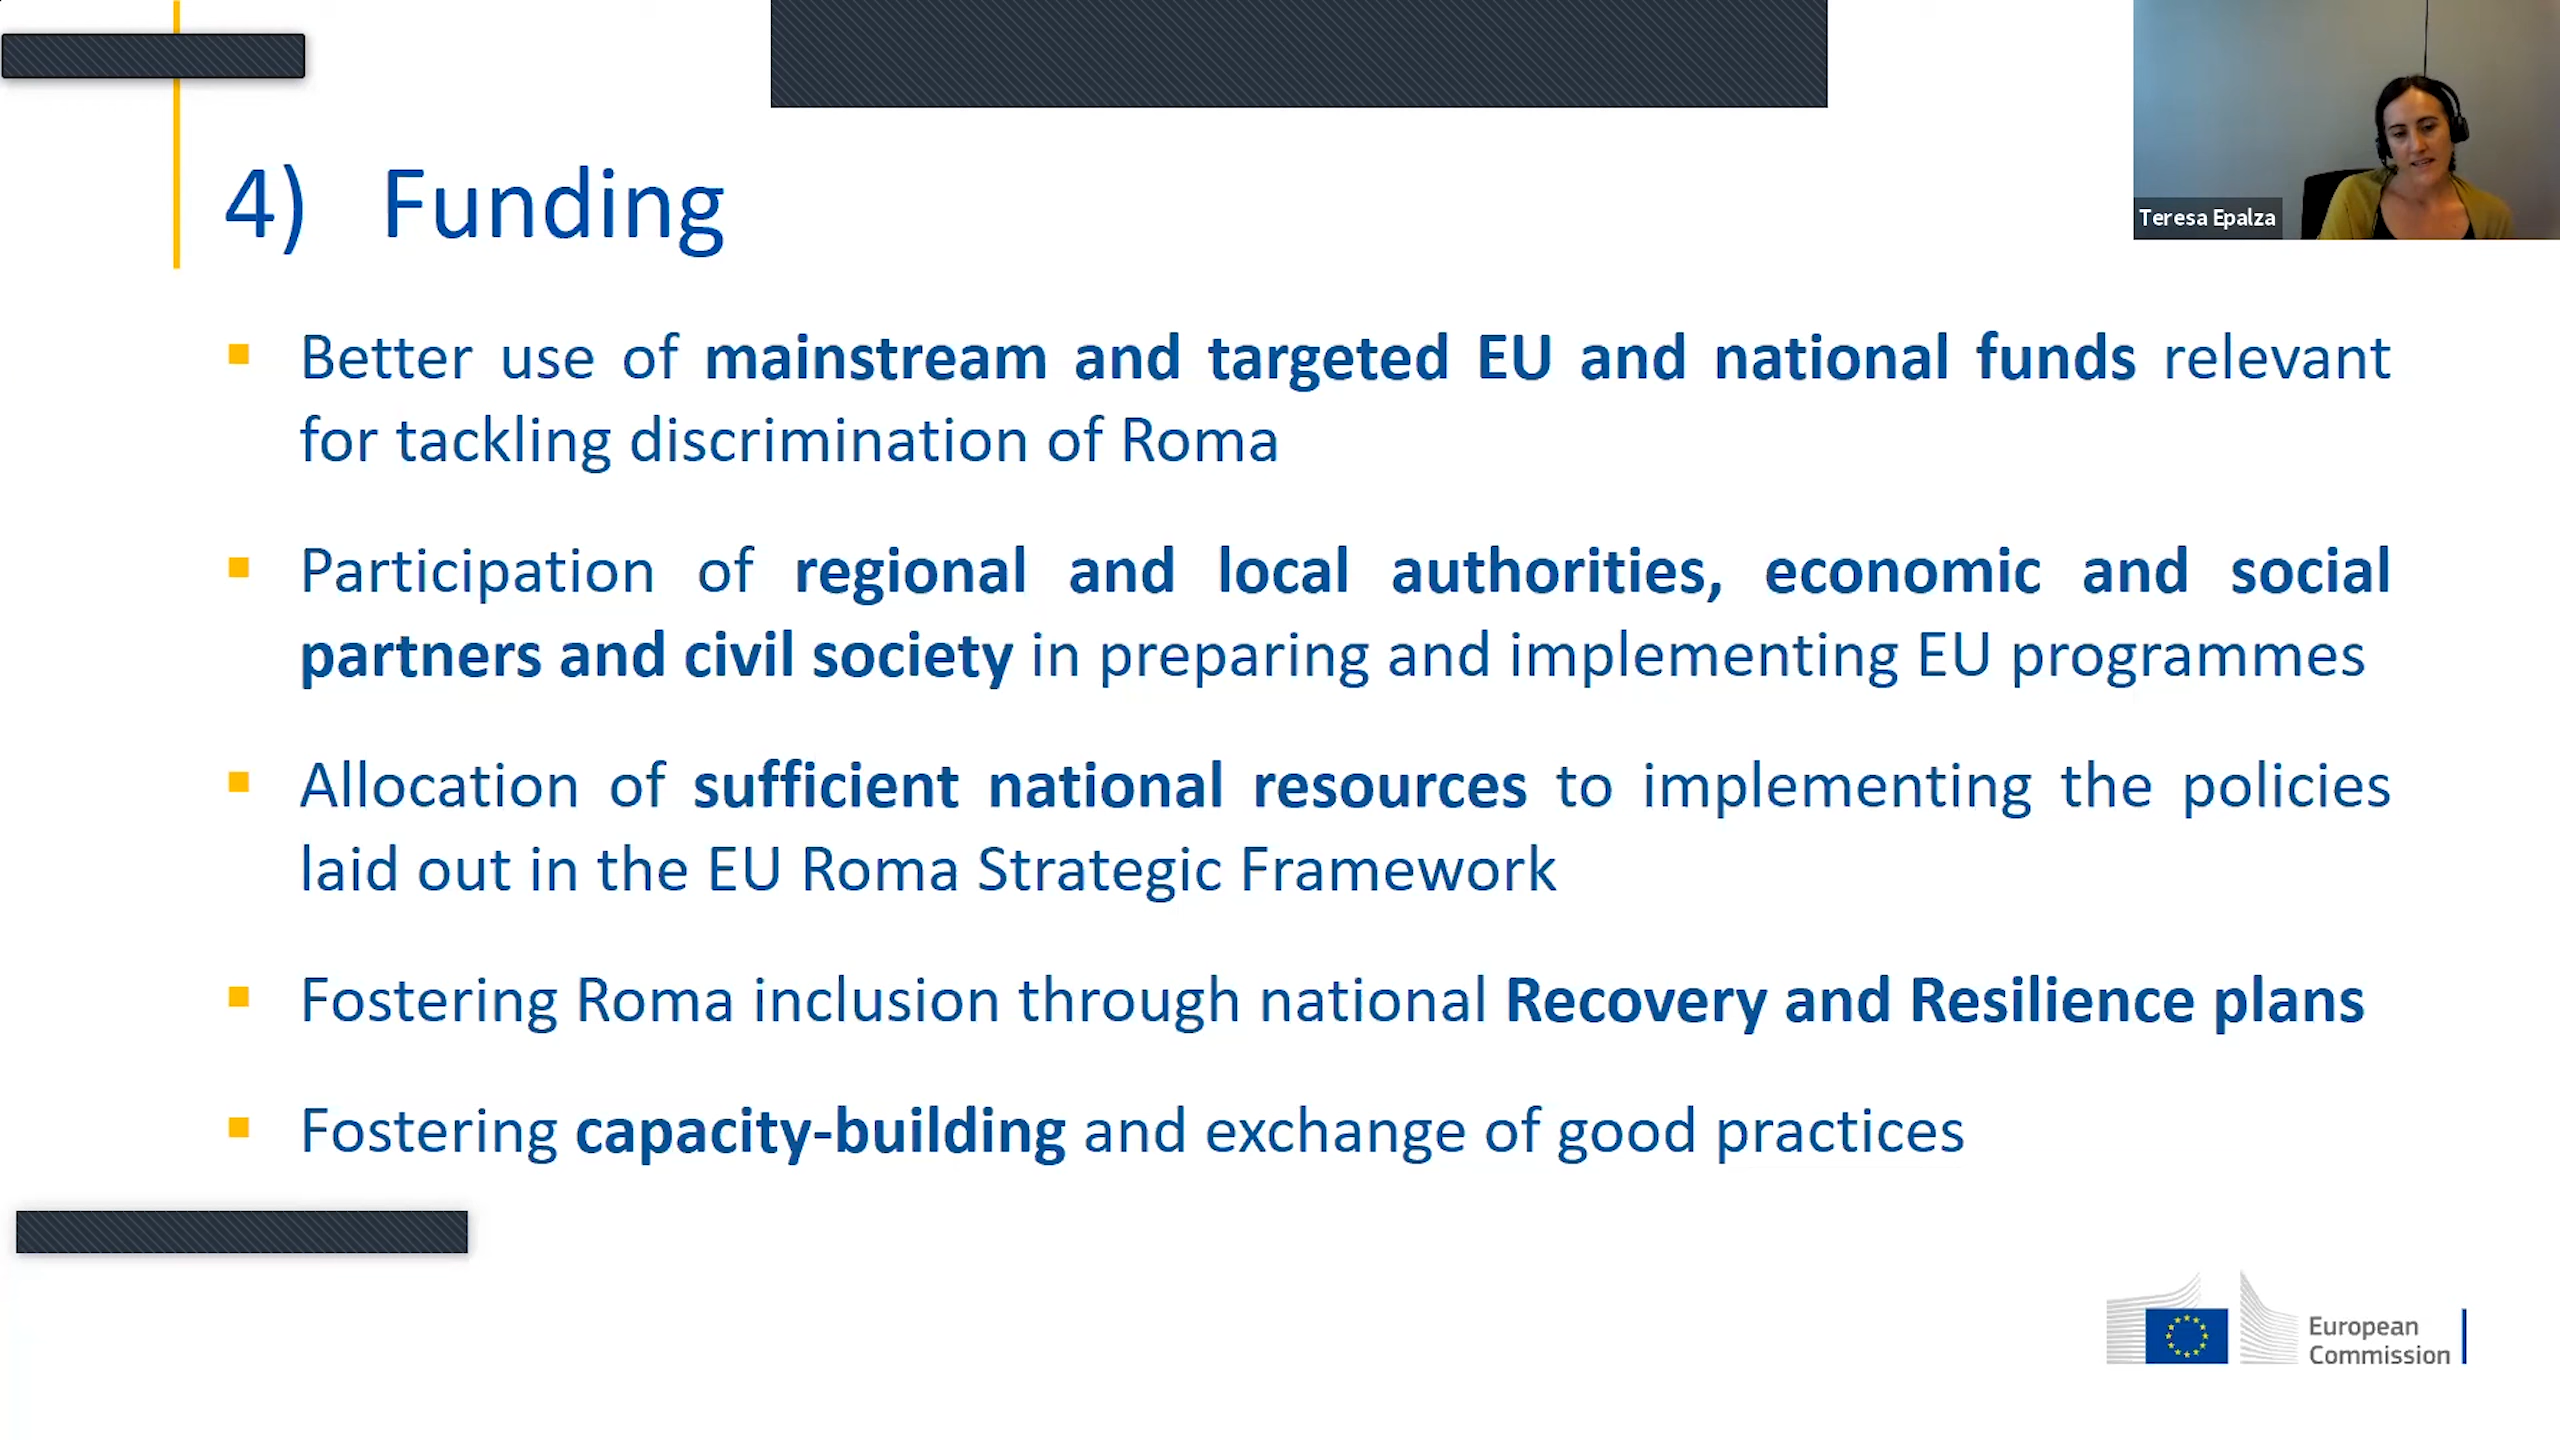 4) Funding
Teresa Epalza
▪ Better use of mainstream and targeted EU and national funds relevant
for tackling discrimination of Roma
▪ Participation of regional and local authorities, economic and social
partners and civil society in preparing and implementing EU programmes
▪ Allocation of sufficient national resources to implementing the policies
laid out in the EU Roma Strategic Framework
▪ Fostering Roma inclusion through national Recovery and Resilience plans
▪ Fostering capacity-building and exchange of good practices
European
Commission